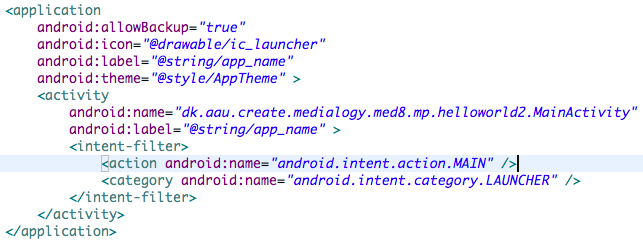 <application
    android:allowBackup="true"
    android:icon="@drawable/ic_launcher"
    android:label="@string/app_name"
    android:theme="@style/AppTheme" >
    <activity
        android:name="dk.aau.create.medialogy.med8.mp.helloworld2.MainActivity"
        android:label="@string/app_name" >
        <intent-filter>
            <action android:name="android.intent.action.MAIN" />
            <category android:name="android.intent.category.LAUNCHER" />
        </intent-filter>
    </activity>
</application>